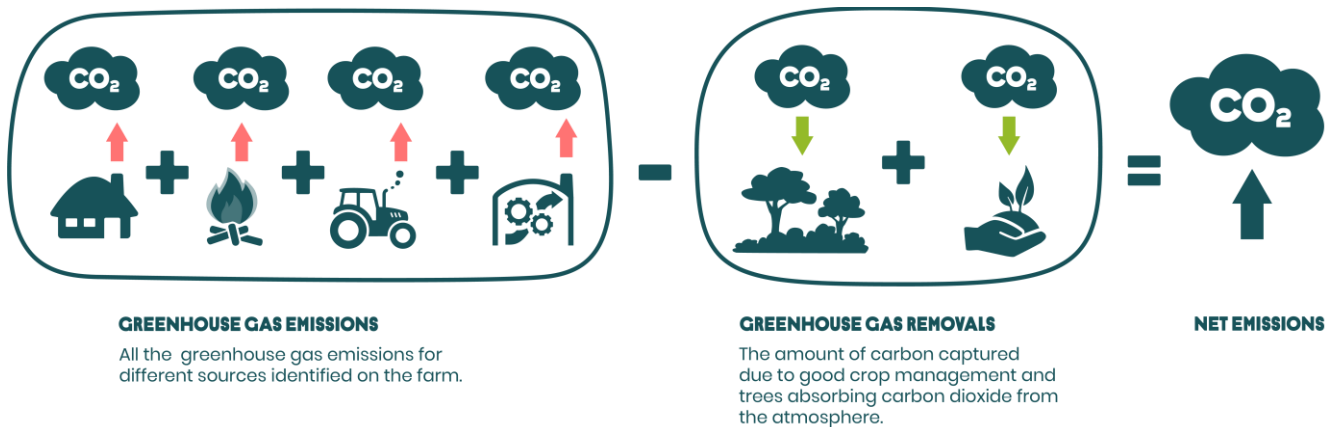 CO₂
CO₂
CO₂
CO₂
CO₂
CO₂
CO₂
GREENHOUSE GAS EMISSIONS
All the greenhouse gas emissions for
different sources identified on the farm.
GREENHOUSE GAS REMOVALS
The amount of carbon captured
due to good crop management and
trees absorbing carbon dioxide from
the atmosphere.
NET EMISSIONS